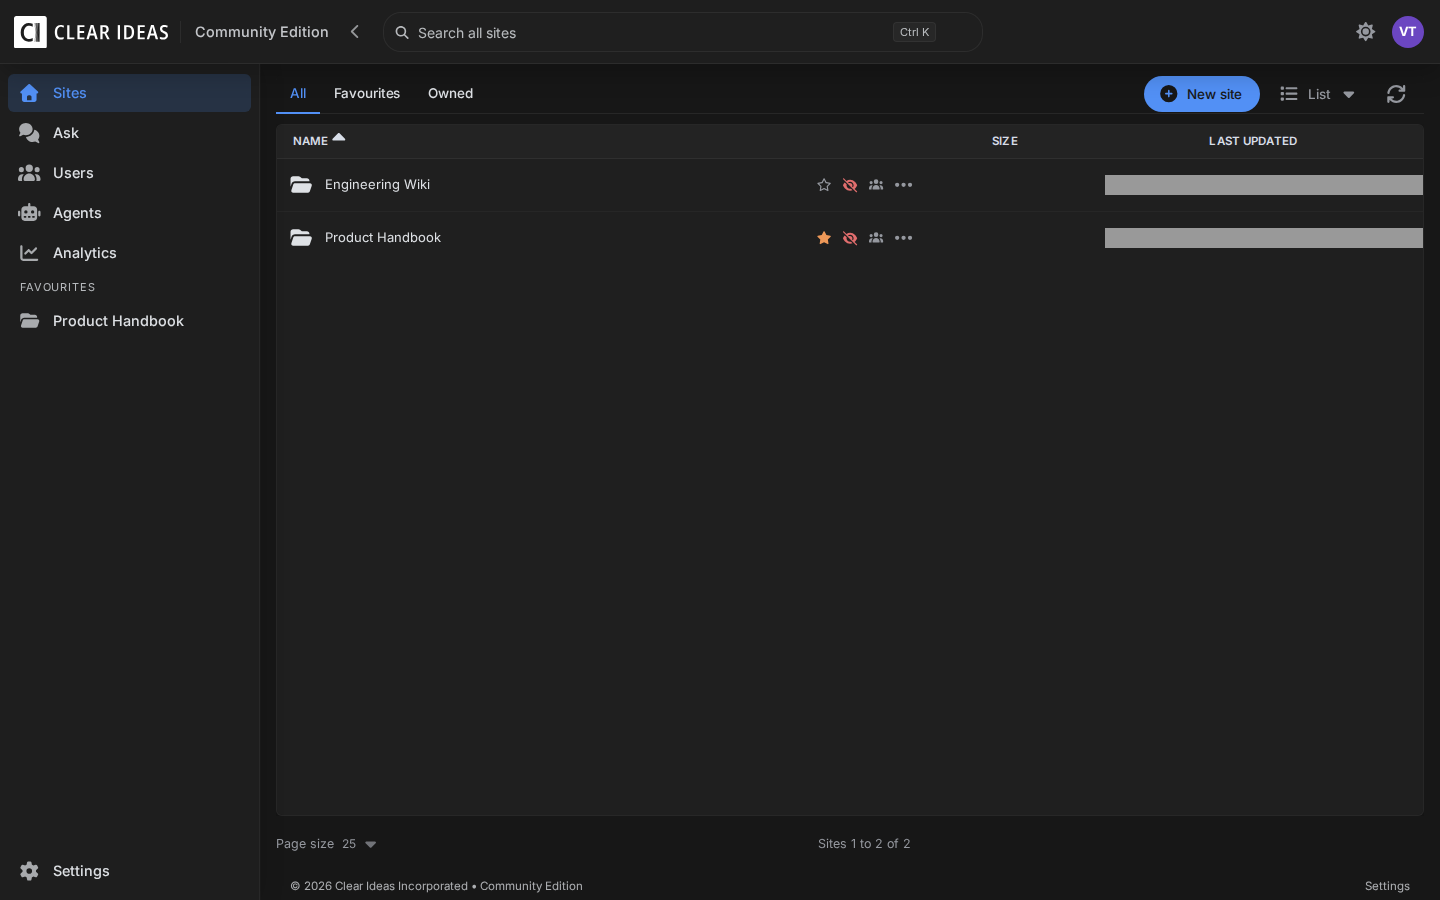 CI CLEAR IDEAS
Community Edition
Search all sites
Ctrl K
VT
Sites
Ask
Users
Agents
Analytics
FAVOURITES
Product Handbook
Settings
All
Favourites
Owned
New site
List
NAME
SIZE
LAST UPDATED
Engineering Wiki
Product Handbook
Page size 25
Sites 1 to 2 of 2
© 2026 Clear Ideas Incorporated • Community Edition
Settings